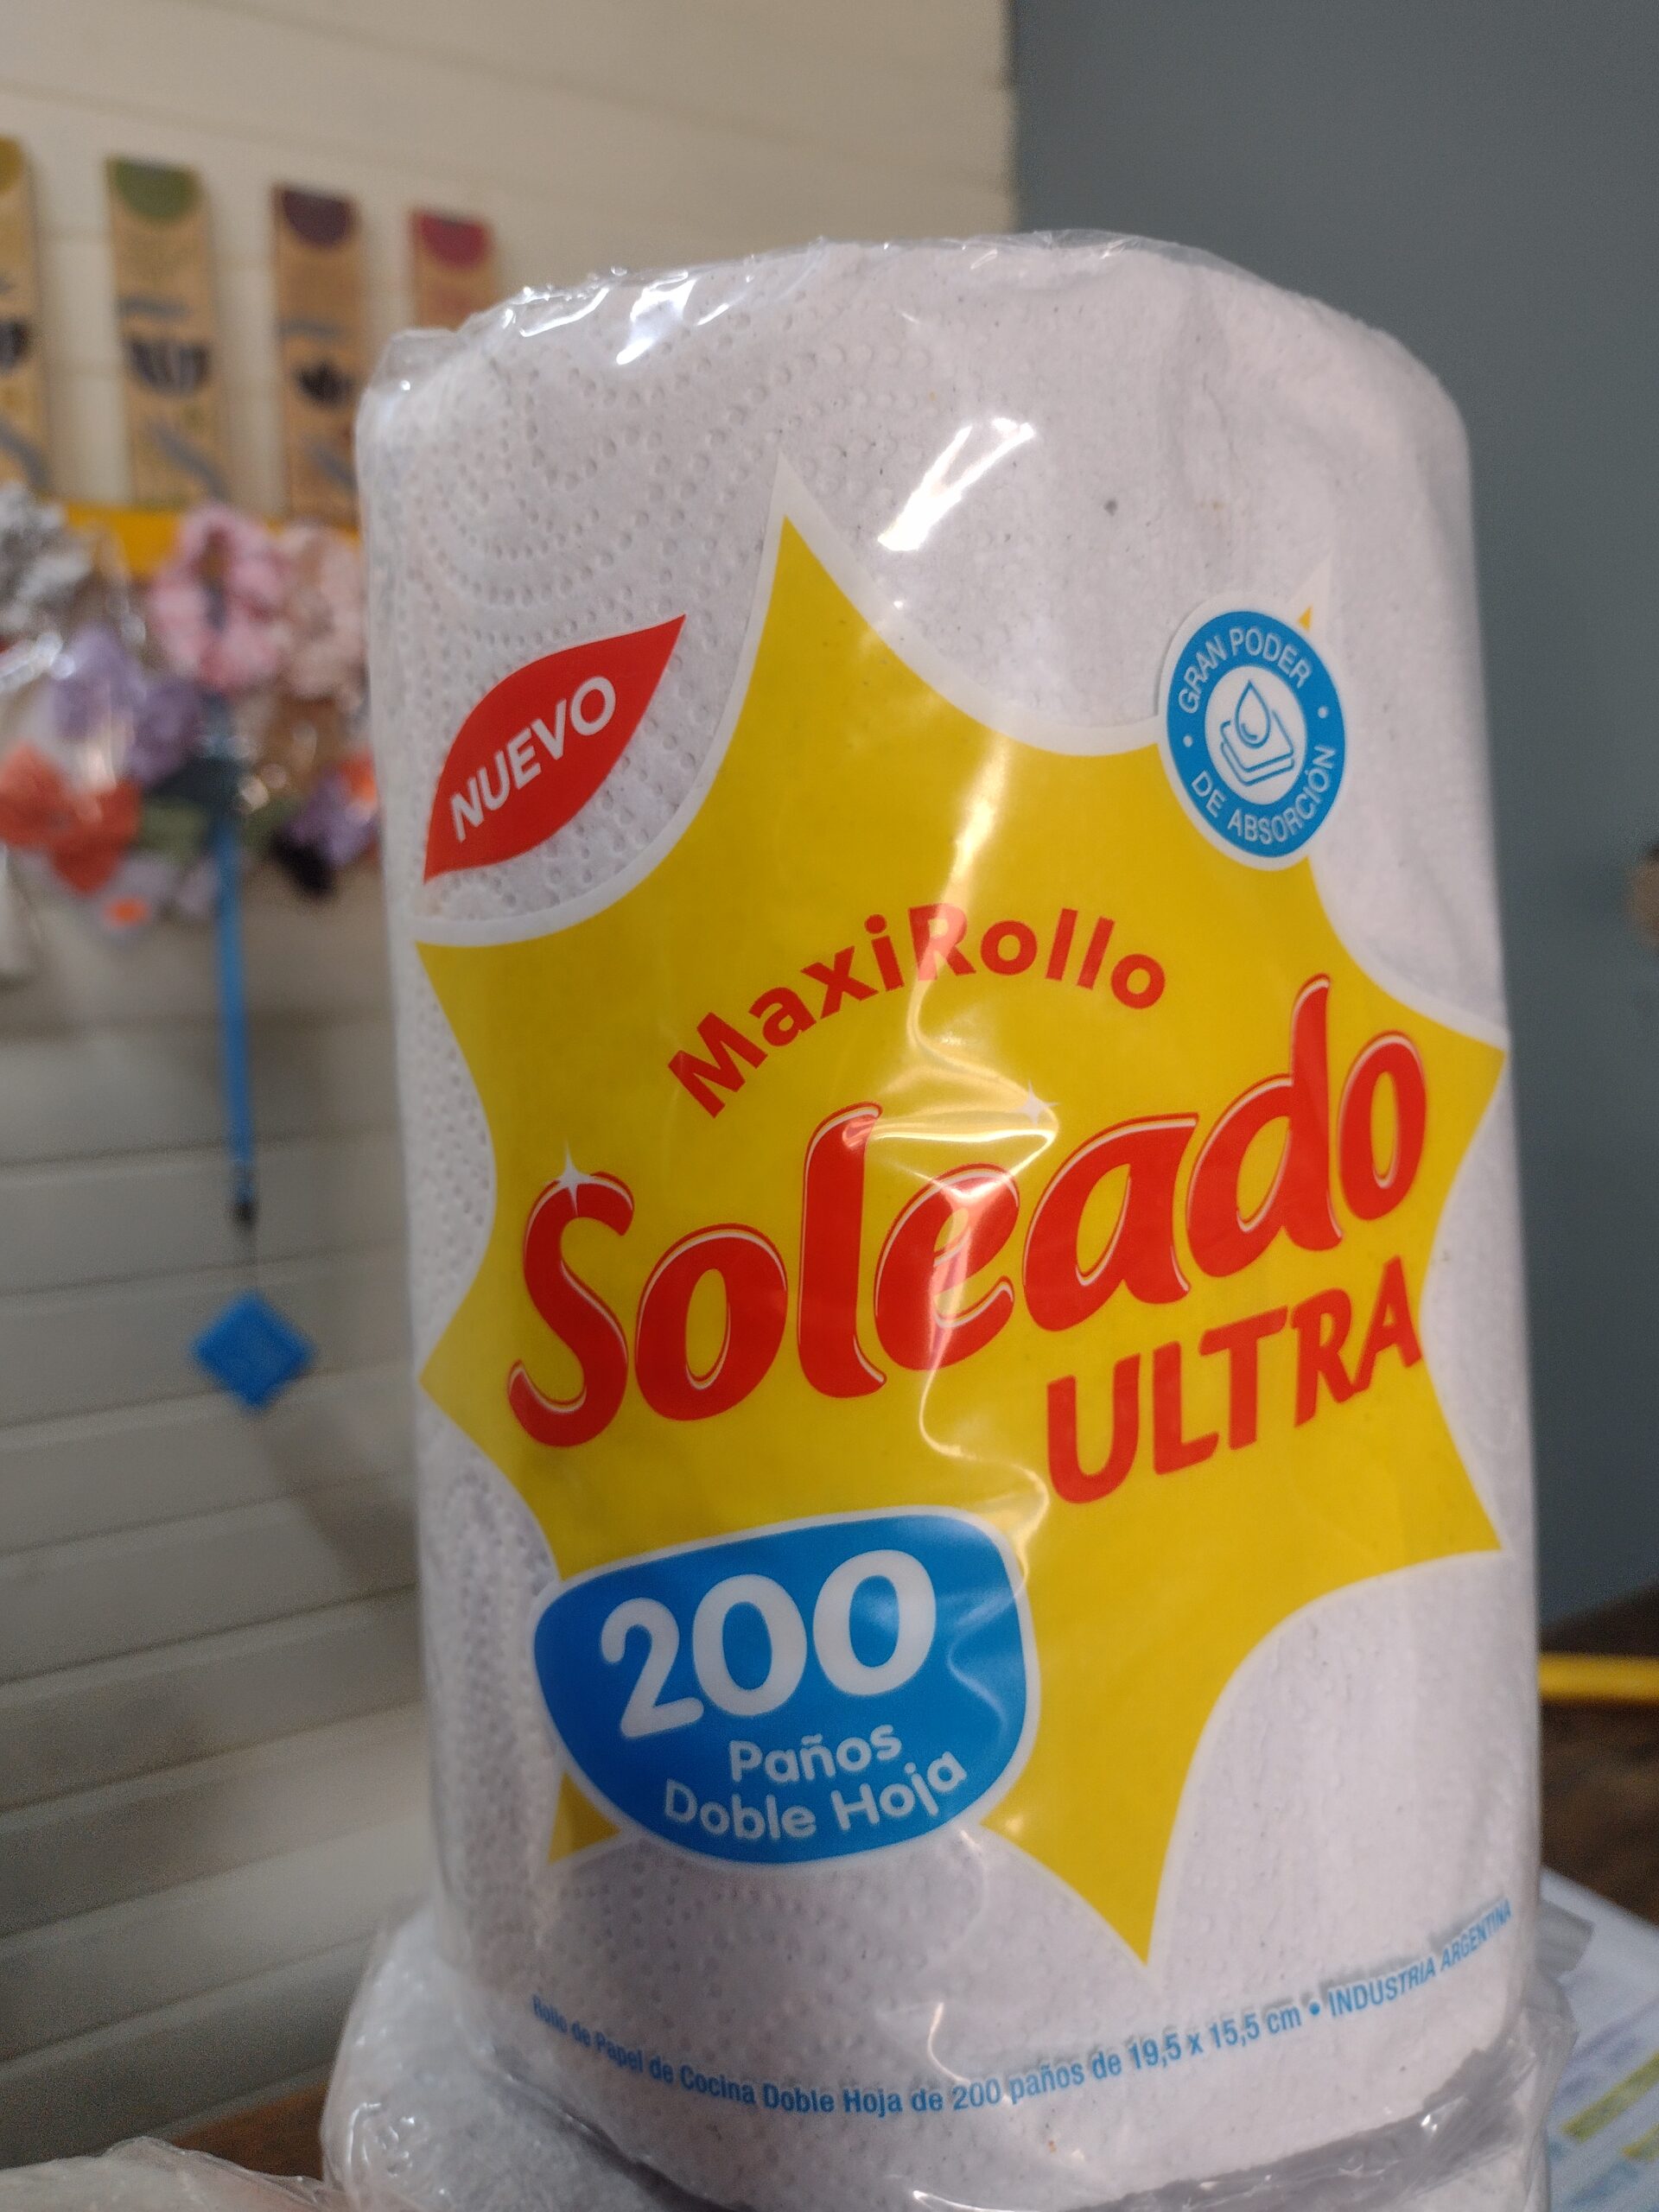 NUEVO
GRAN PODER
DE ABSORCIÓN
MaxiRollo
Soleado
ULTRA
200
Paños
Doble Hoja
Rollo de Papel de Cocina Doble Hoja de 200 paños de 19,5 x 15,5 cm • INDUSTRIA ARGENTINA